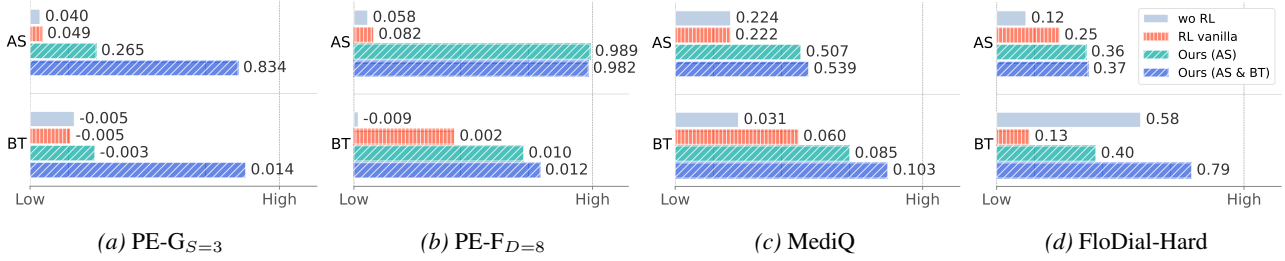 AS
0.040
0.049
0.265
0.834
BT
-0.005
-0.005
-0.003
0.014
Low
High
(a) PE-G_{S=3}
AS
0.058
0.082
0.989
0.982
BT
-0.009
0.002
0.010
0.012
Low
High
(b) PE-F_{D=8}
AS
0.224
0.222
0.507
0.539
BT
0.031
0.060
0.085
0.103
Low
High
(c) MediQ
AS
0.12
0.25
0.36
0.37
wo RL
RL vanilla
Ours (AS)
Ours (AS & BT)
BT
0.58
0.13
0.40
0.79
Low
High
(d) FloDial-Hard